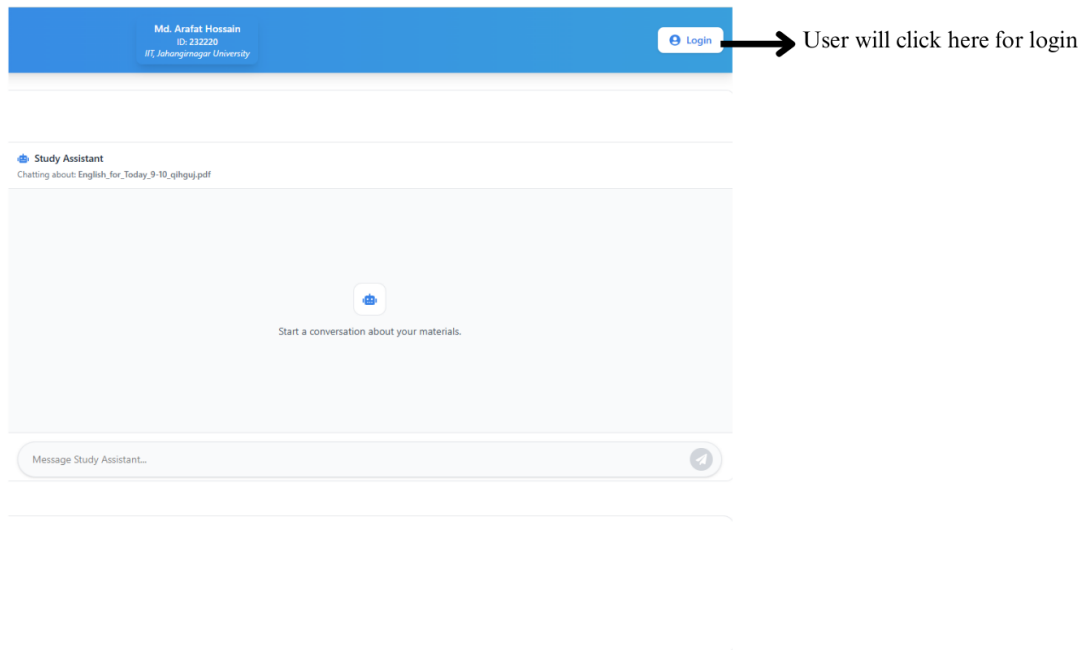 Md. Arafat Hossain
ID: 232220
IIT, Jahangirnagar University
Login
User will click here for login
Study Assistant
Chatting about: English_for_Today_9-10_qihguj.pdf
Start a conversation about your materials.
Message Study Assistant...